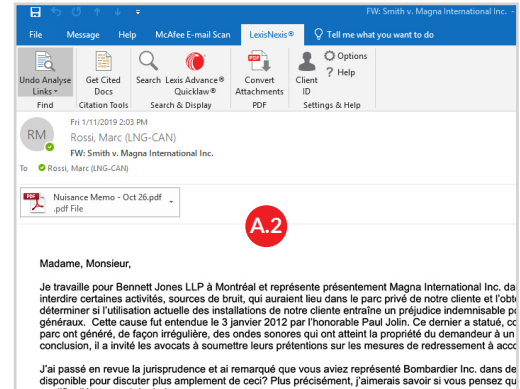 FW: Smith v. Magna International Inc. -
File Message Help McAfee E-mail Scan LexisNexis® Tell me what you want to do
Undo Analyse Links
Get Cited Docs
Search
Lexis Advance® Quicklaw®
Convert Attachments
Client ID
Options
? Help
Find Citation Tools Search & Display PDF Settings & Help
RM
Fri 1/11/2019 2:03 PM
Rossi, Marc (LNG-CAN)
FW: Smith v. Magna International Inc.
To Rossi, Marc (LNG-CAN)
PDF
Nuisance Memo - Oct 26.pdf
.pdf File
A.2
Madame, Monsieur,
Je travaille pour Bennett Jones LLP à Montréal et représente présentement Magna International Inc. da
interdire certaines activités, sources de bruit, qui auraient lieu dans le parc privé de notre cliente et l'obt
déterminer si l'utilisation actuelle des installations de notre cliente entraîne un préjudice indemnisable p
généraux. Cette cause fut entendue le 3 janvier 2012 par l'honorable Paul Jolin. Ce dernier a statué, co
parc ont généré, de façon irrégulière, des ondes sonores qui ont atteint la propriété du demandeur à un
conclusion, il a invité les avocats à soumettre leurs prétentions sur les mesures de redressement à acco
J'ai passé en revue la jurisprudence et ai remarqué que vous aviez représenté Bombardier Inc. dans de
disponible pour discuter plus amplement de ceci? Plus précisément, j'aimerais savoir si vous pensez qu